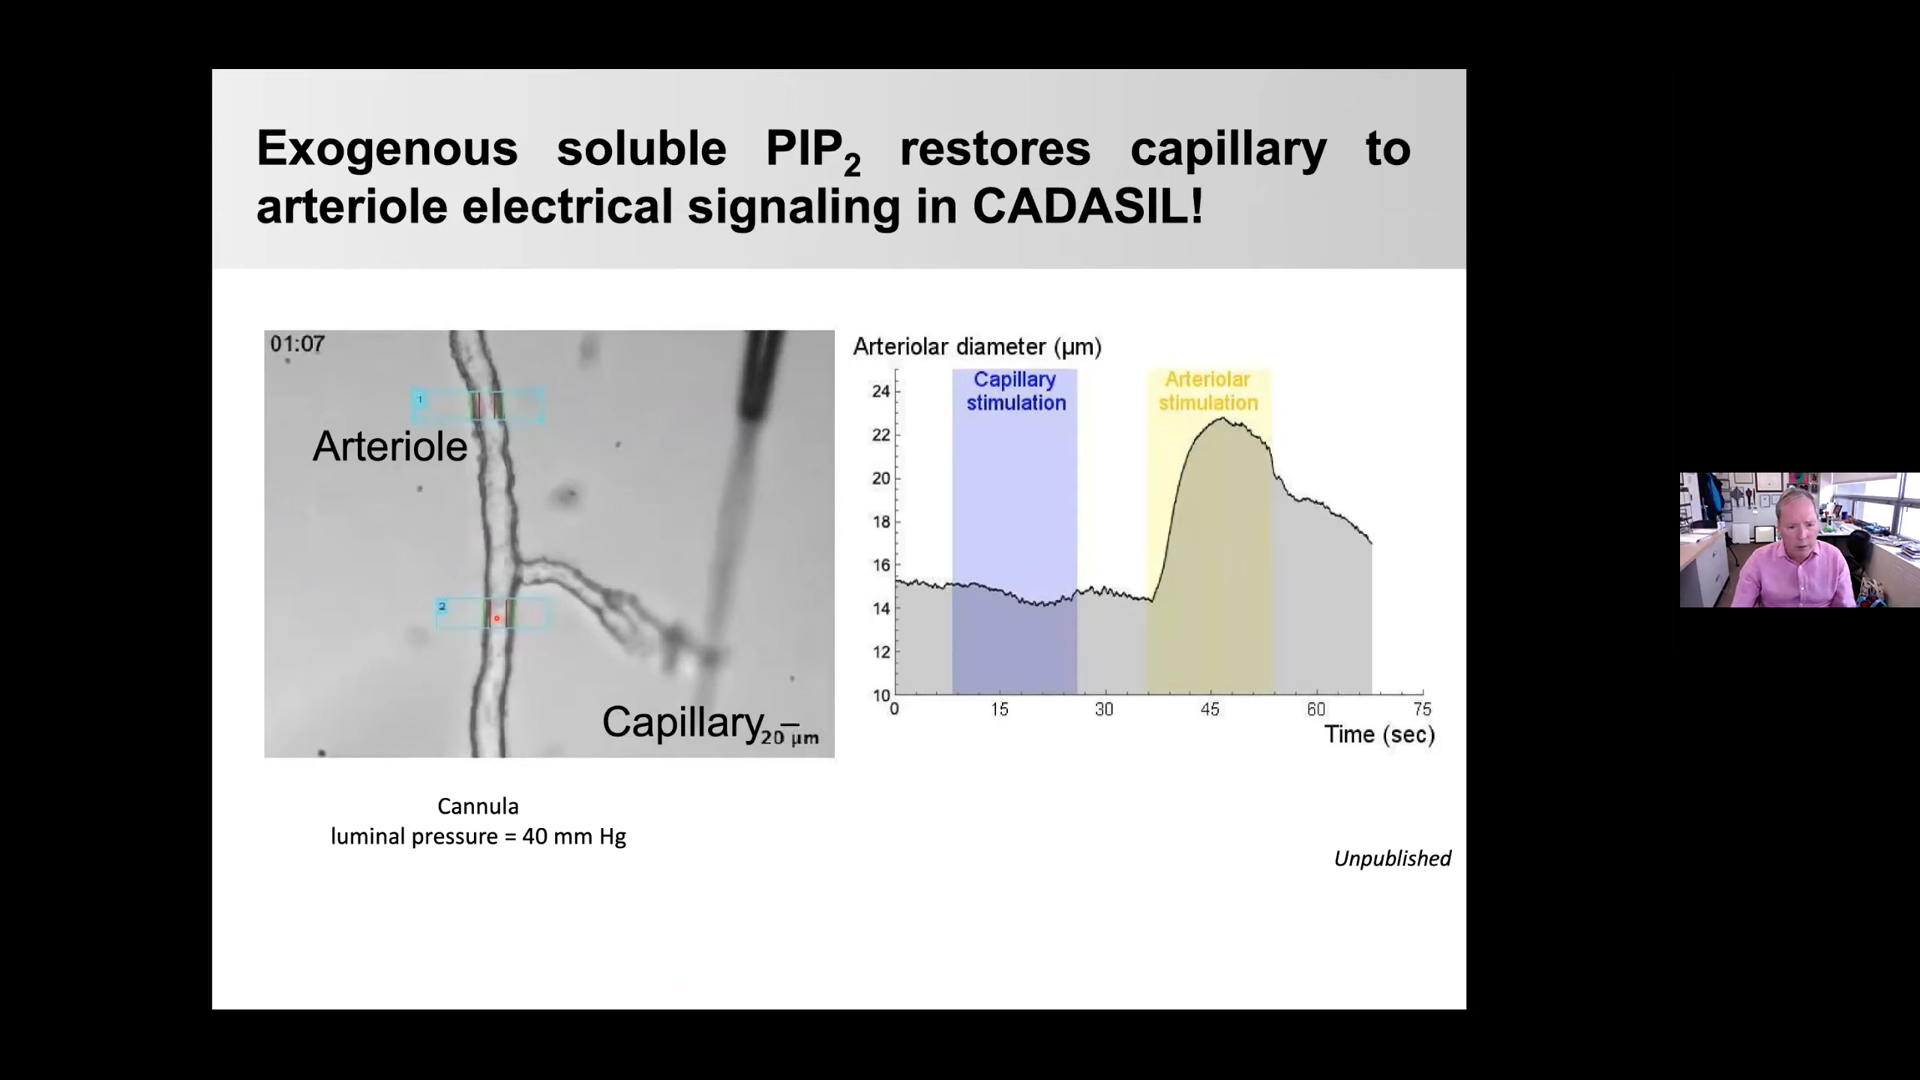 Exogenous soluble PIP2 restores capillary to
arteriole electrical signaling in CADASIL!
01:07
1
Arteriole
2
Capillary
20 µm
Cannula
luminal pressure = 40 mm Hg
Arteriolar diameter (µm)
Capillary
stimulation
Arteriolar
stimulation
24
22
20
18
16
14
12
10
0 15 30 45 60 75
Time (sec)
Unpublished